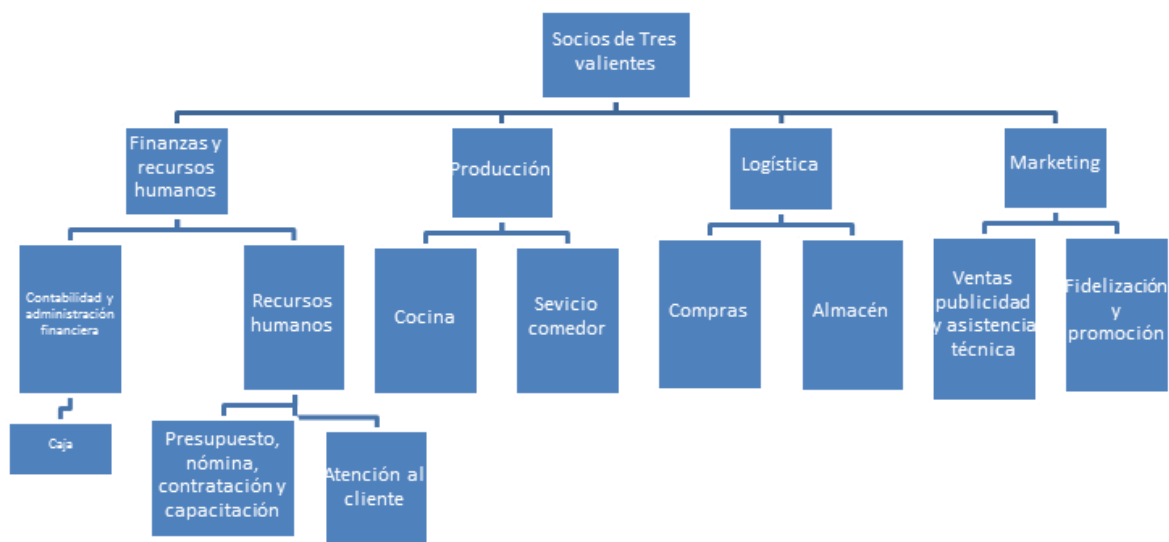 Socios de Tres
valientes
Finanzas y
recursos
humanos
Producción
Logística
Marketing
Contabilidad y
administración
financiera
Recursos
humanos
Cocina
Sevicio
comedor
Compras
Almacén
Ventas
publicidad
y asistencia
técnica
Fidelización
y
promoción
Caja
Presupuesto,
nómina,
contratación y
capacitación
Atención al
cliente